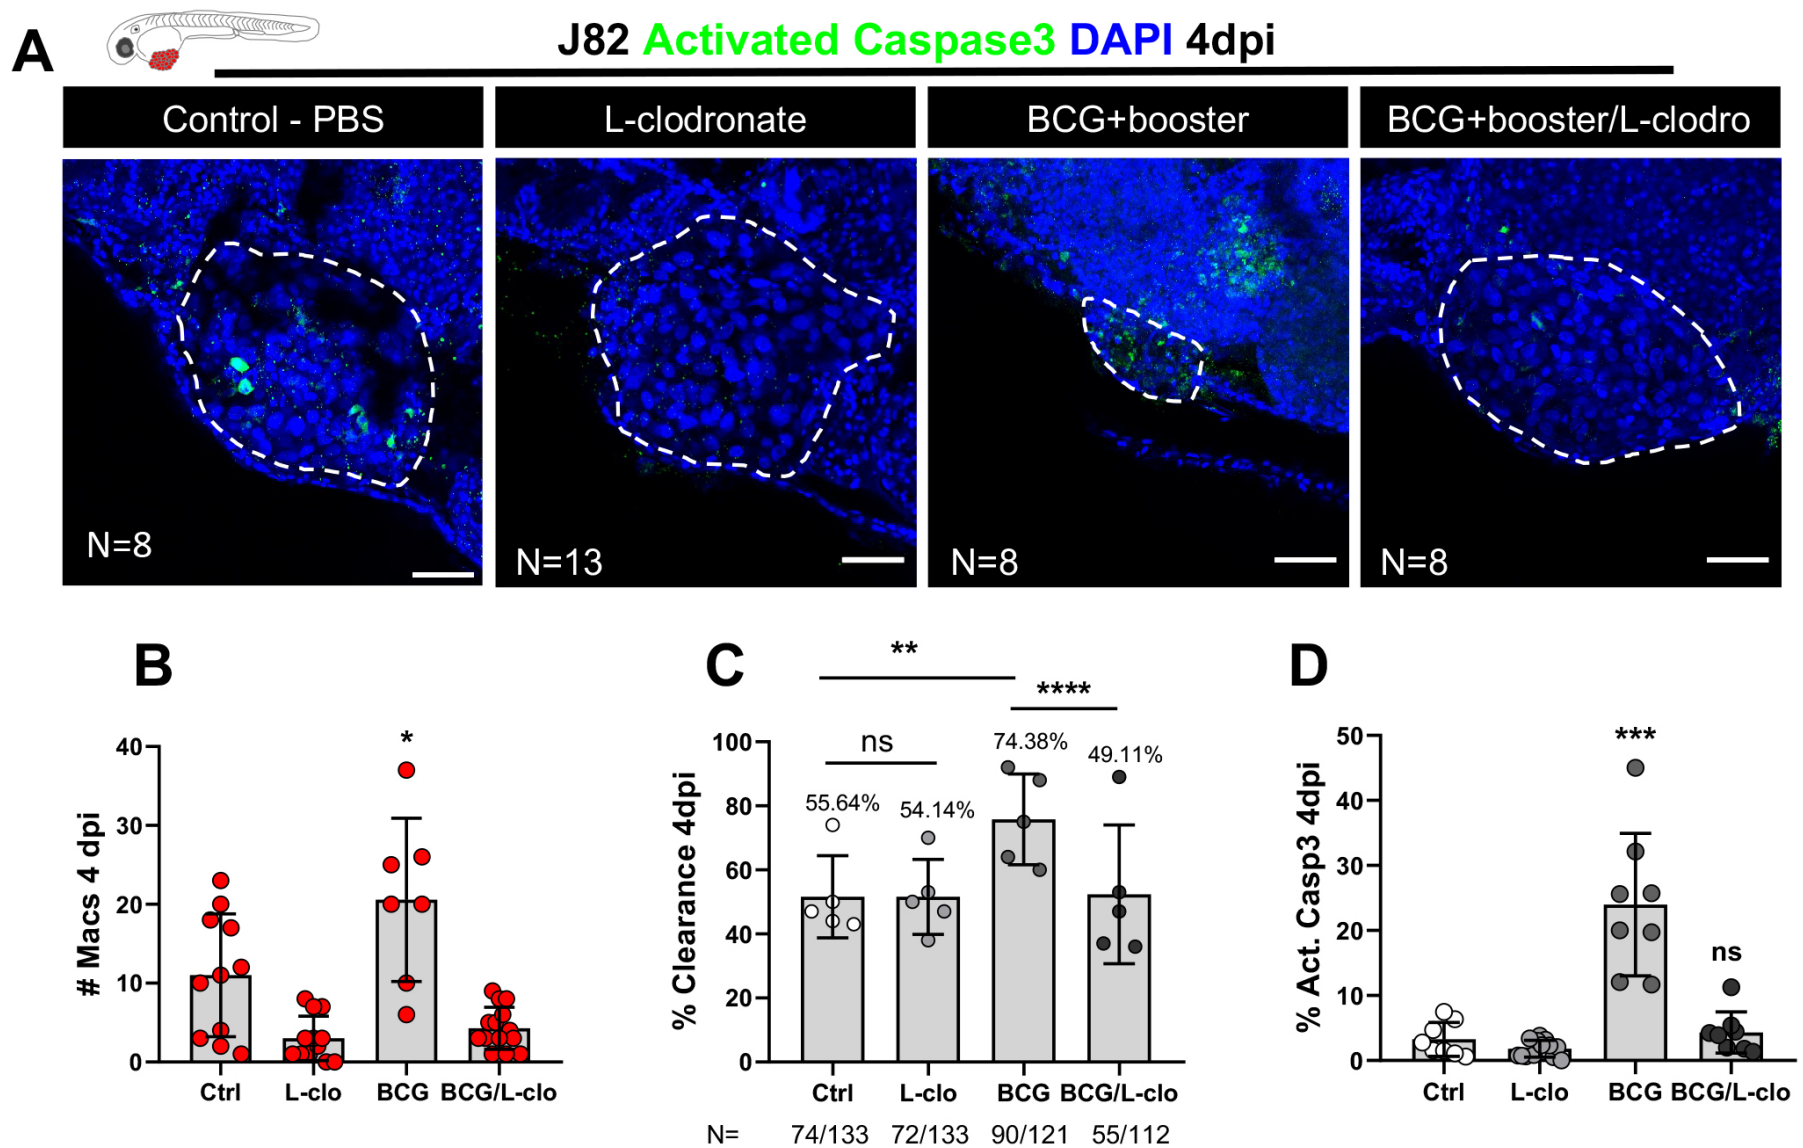 A
J82 Activated Caspase3 DAPI 4dpi
Control - PBS
L-clodronate
BCG+booster
BCG+booster/L-clodro
N=8
N=13
N=8
N=8
B
# Macs 4 dpi
40
30
20
10
0
*
Ctrl
L-clo
BCG
BCG/L-clo
C
% Clearance 4dpi
100
80
60
40
20
0
**
****
ns
55.64%
54.14%
74.38%
49.11%
Ctrl
L-clo
BCG
BCG/L-clo
N= 74/133 72/133 90/121 55/112
D
% Act. Casp3 4dpi
50
40
30
20
10
0
***
ns
Ctrl
L-clo
BCG
BCG/L-clo